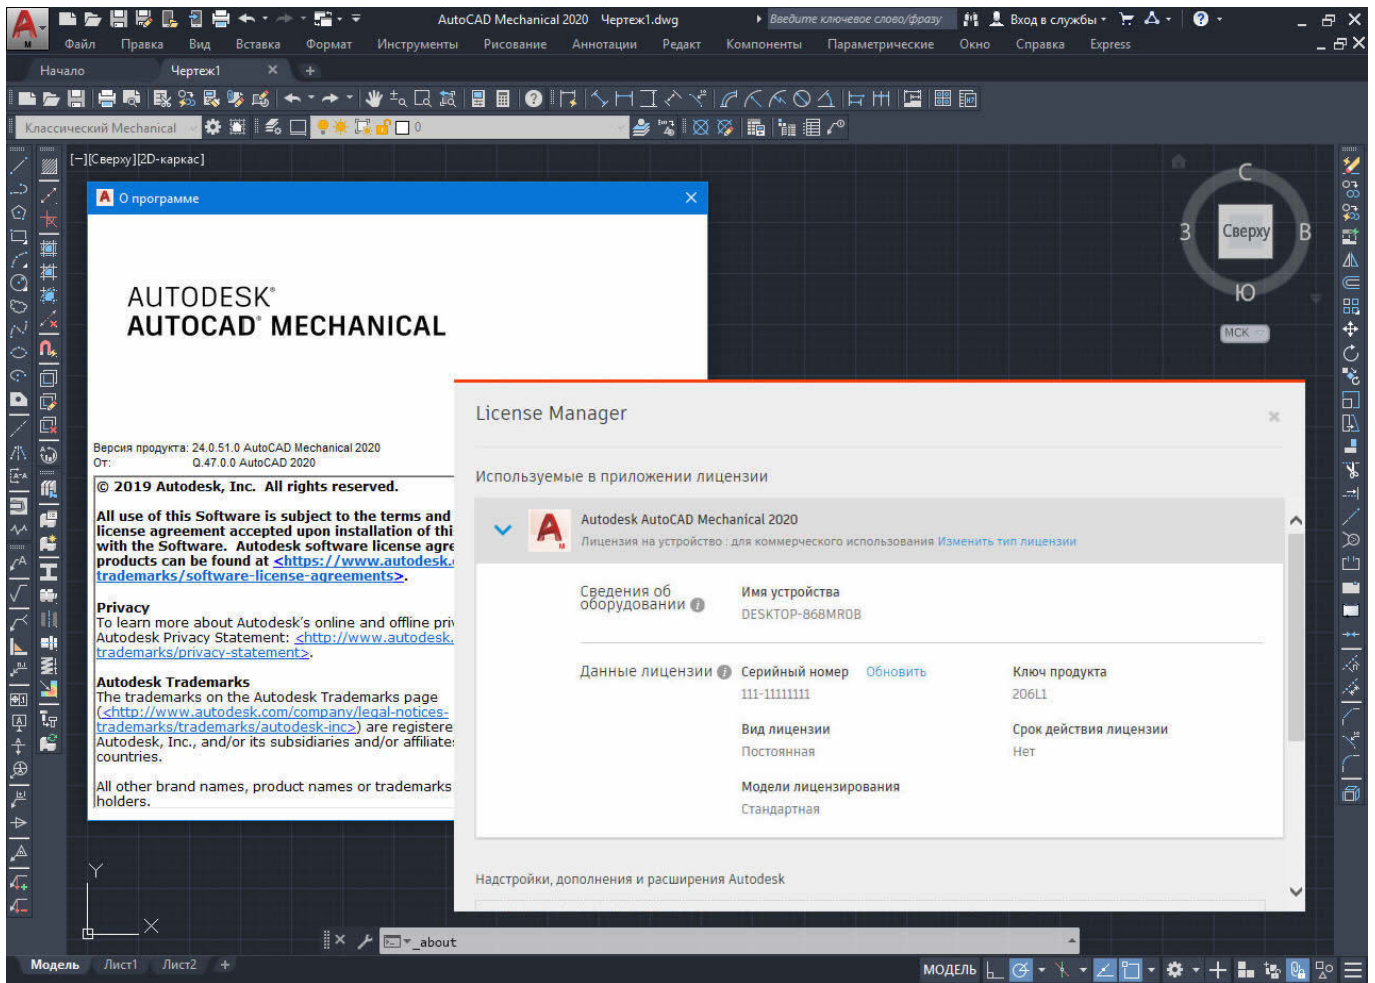 AutoCAD Mechanical 2020 Чертеж1.dwg
Введите ключевое слово/фразу
Вход в службы
Файл Правка Вид Вставка Формат Инструменты Рисование Аннотации Редакт Компоненты Параметрические Окно Справка Express
Начало Чертеж1
Классический Mechanical
0
[−][Сверху][2D-каркас]
О программе
AUTODESK®
AUTOCAD® MECHANICAL
Версия продукта: 24.0.51.0 AutoCAD Mechanical 2020
От: Q.47.0.0 AutoCAD 2020
© 2019 Autodesk, Inc. All rights reserved.
All use of this Software is subject to the terms and
license agreement accepted upon installation of thi
with the Software. Autodesk software license agre
products can be found at <https://www.autodesk.
trademarks/software-license-agreements>.
Privacy
To learn more about Autodesk's online and offline priv
Autodesk Privacy Statement: <http://www.autodesk.
trademarks/privacy-statement>.
Autodesk Trademarks
The trademarks on the Autodesk Trademarks page
(<http://www.autodesk.com/company/legal-notices-
trademarks/trademarks/autodesk-inc>) are registere
Autodesk, Inc., and/or its subsidiaries and/or affiliate
countries.
All other brand names, product names or trademarks
holders.
С
З Сверху В
Ю
МСК
License Manager
Используемые в приложении лицензии
Autodesk AutoCAD Mechanical 2020
Лицензия на устройство : для коммерческого использования Изменить тип лицензии
Сведения об
оборудовании
Имя устройства
DESKTOP-868MR0B
Данные лицензии
Серийный номер Обновить
111-11111111
Ключ продукта
206L1
Вид лицензии
Постоянная
Срок действия лицензии
Нет
Модели лицензирования
Стандартная
Надстройки, дополнения и расширения Autodesk
Y
X
_about
Модель Лист1 Лист2 +
МОДЕЛЬ